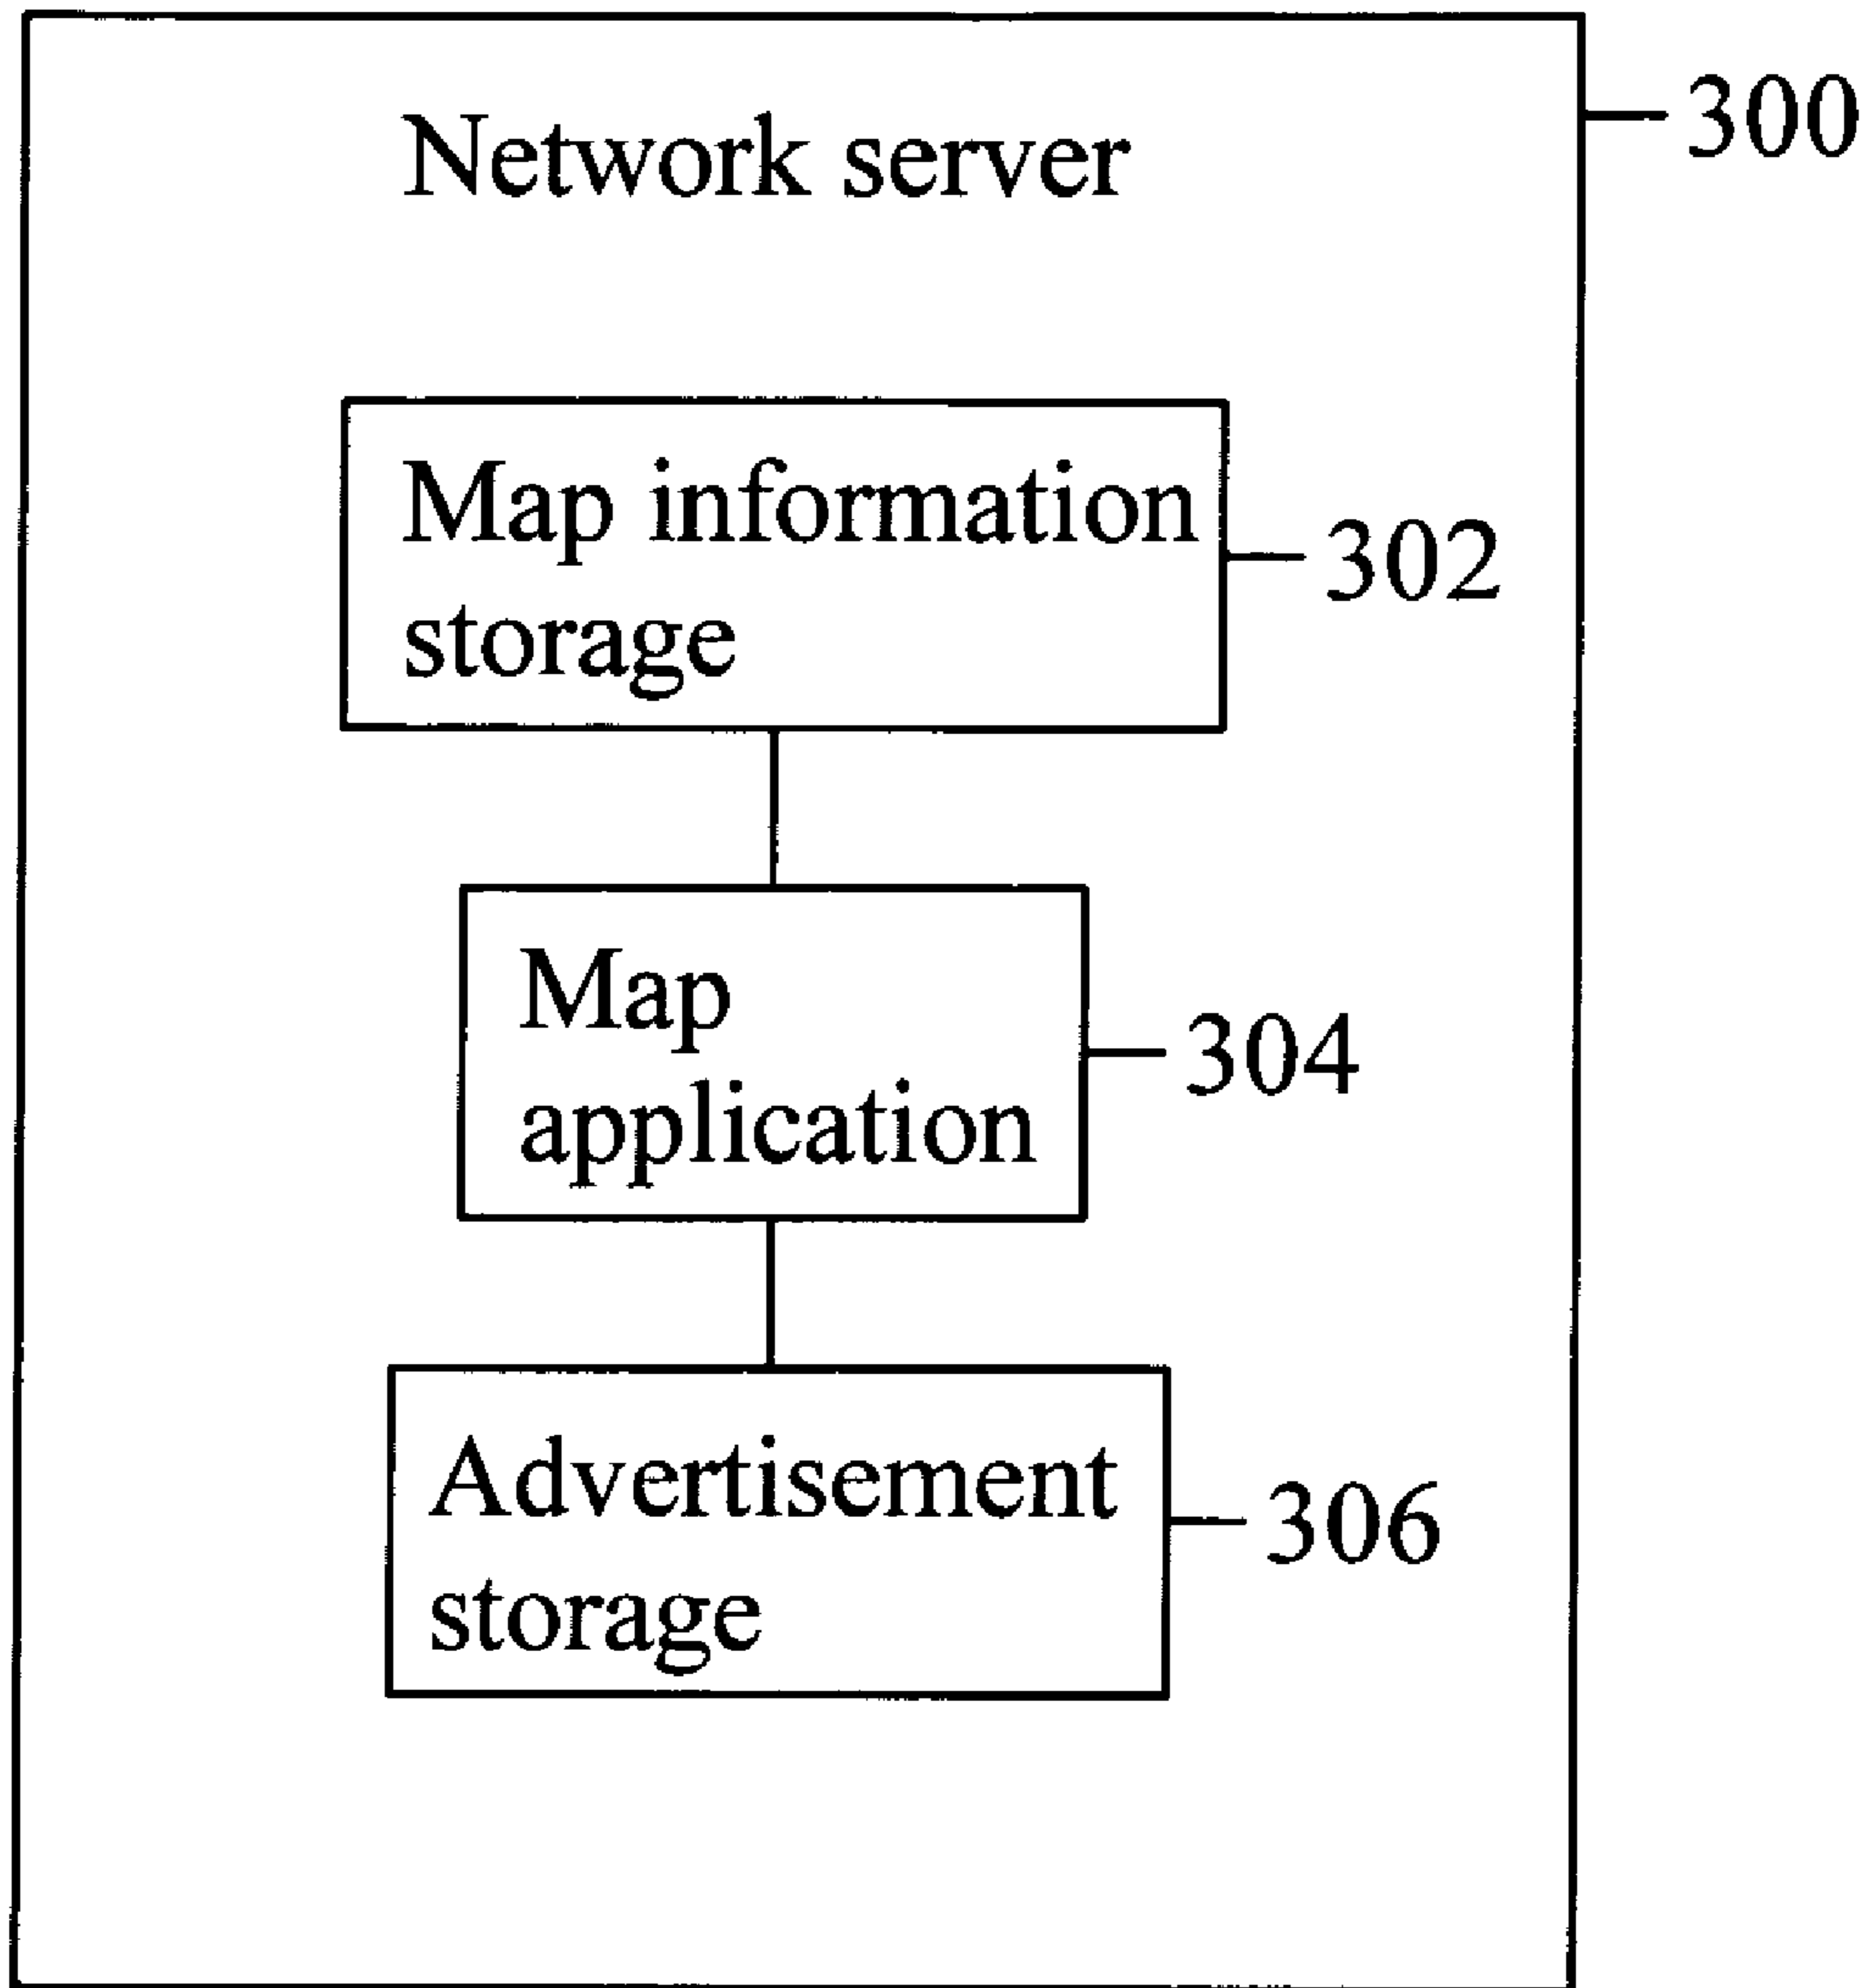 Network server
300
Map information
storage
302
Map
application
304
Advertisement
storage
306